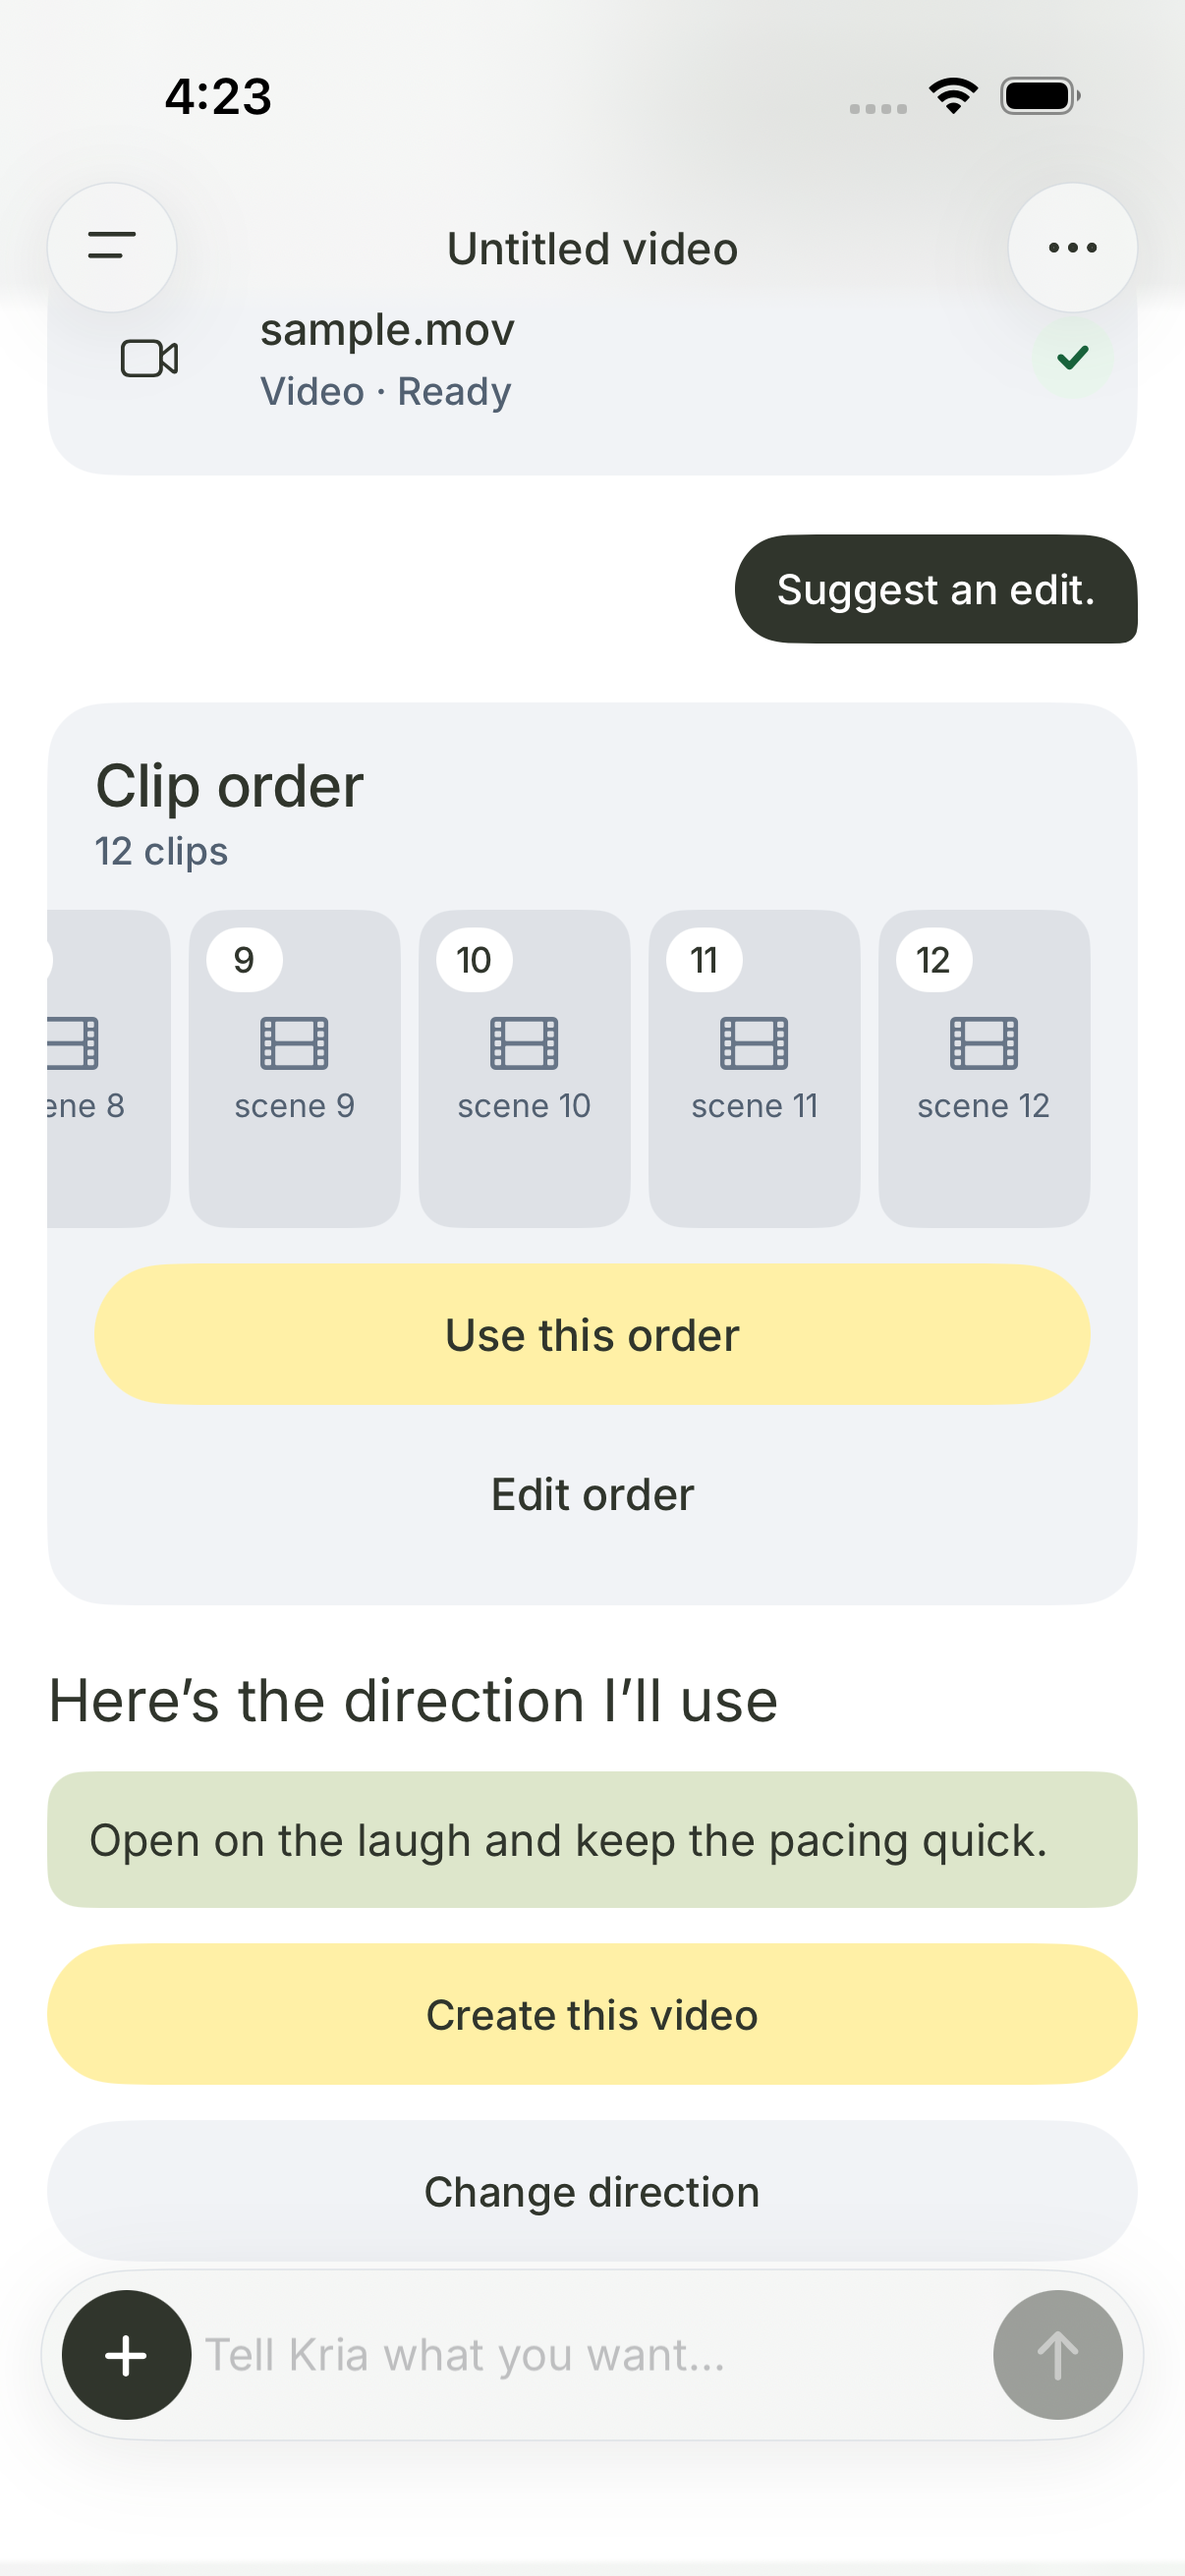 4:23
Untitled video
sample.mov
Video · Ready
Suggest an edit.
Clip order
12 clips
9
10
11
12
ene 8
scene 9
scene 10
scene 11
scene 12
Use this order
Edit order
Here’s the direction I’ll use
Open on the laugh and keep the pacing quick.
Create this video
Change direction
Tell Kria what you want...